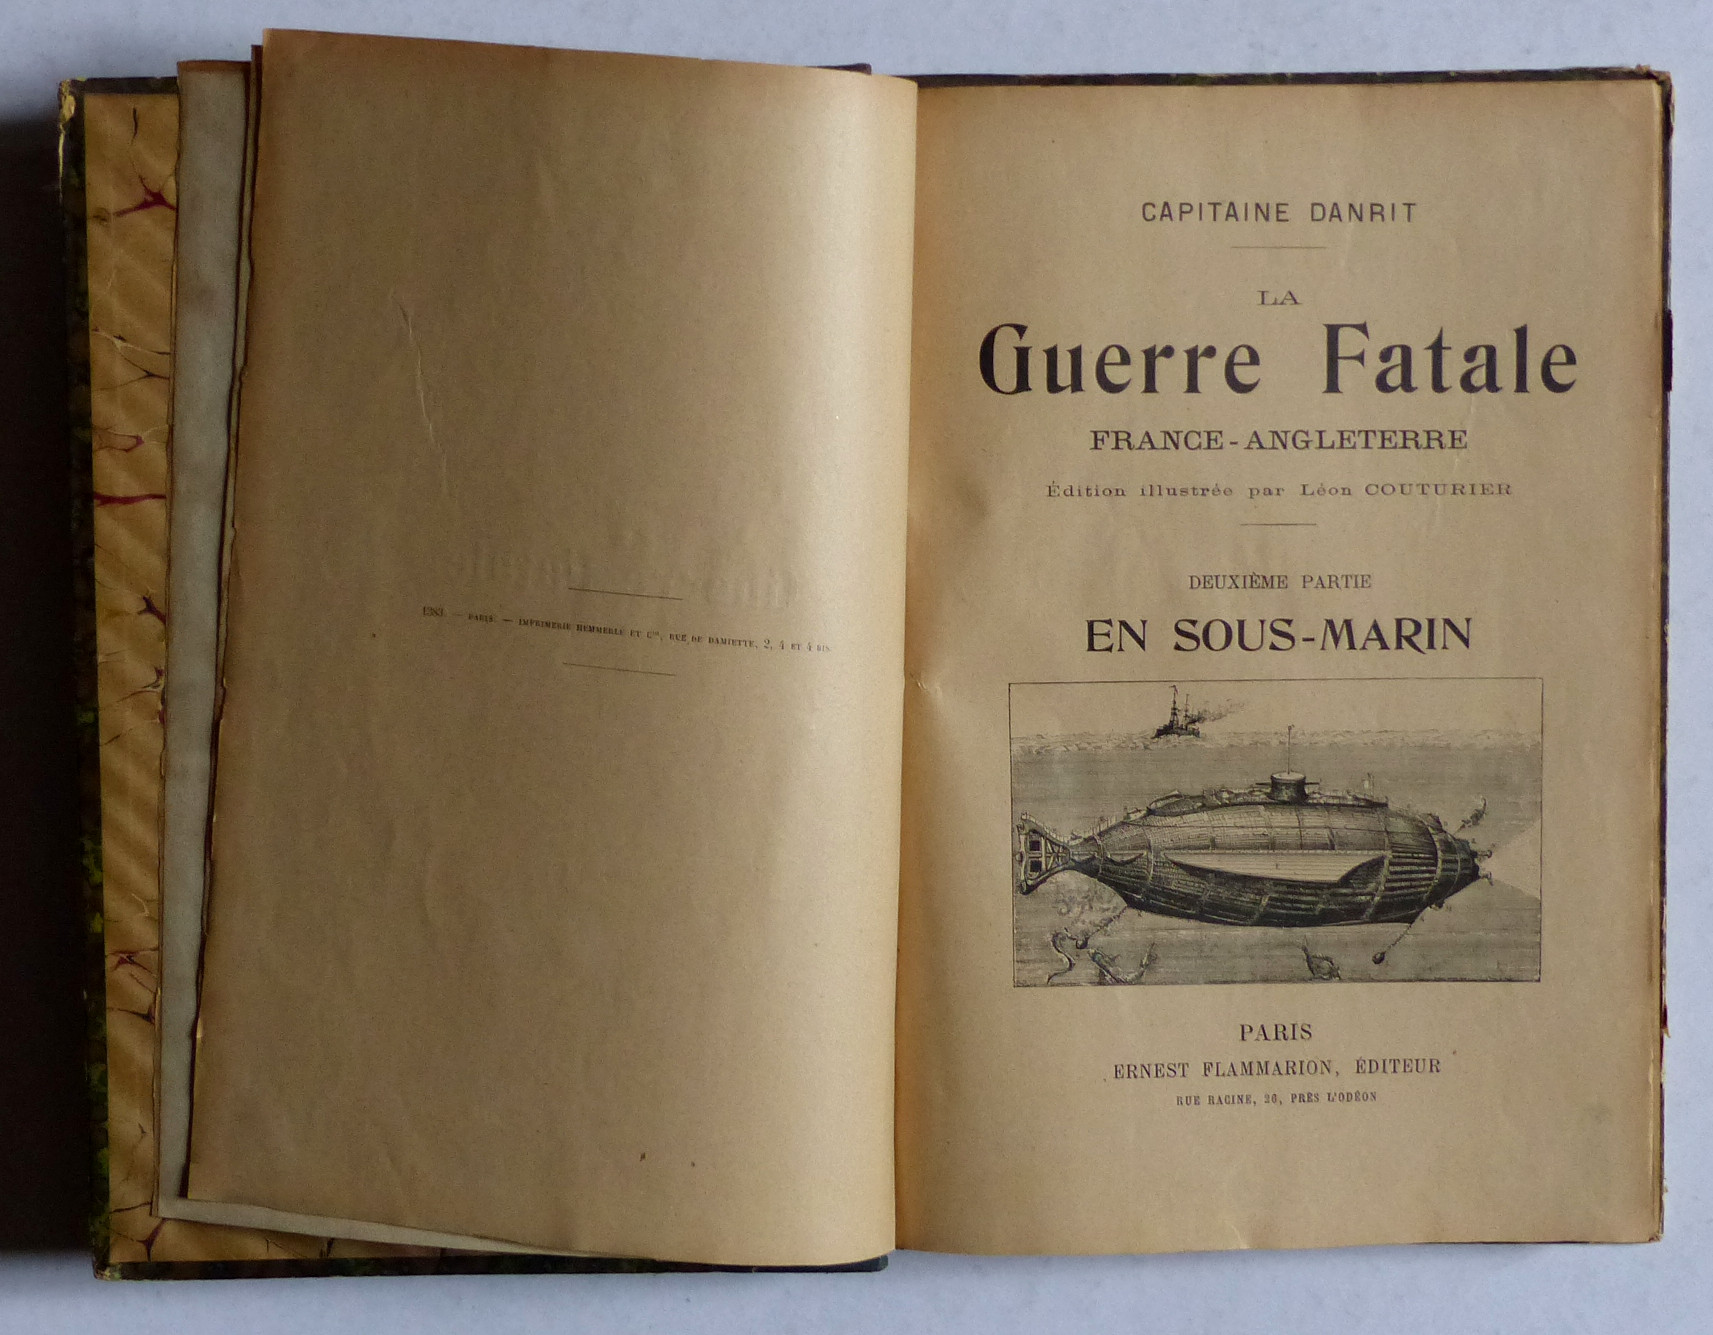 1383. — PARIS. — IMPRIMERIE HEMMERLÉ ET Cie, RUE DE DAMIETTE, 2, 4 ET 4 BIS.
CAPITAINE DANRIT
LA
Guerre Fatale
FRANCE-ANGLETERRE
Édition illustrée par Léon COUTURIER
DEUXIÈME PARTIE
EN SOUS-MARIN
PARIS
ERNEST FLAMMARION, ÉDITEUR
RUE RACINE, 26, PRÈS L'ODÉON